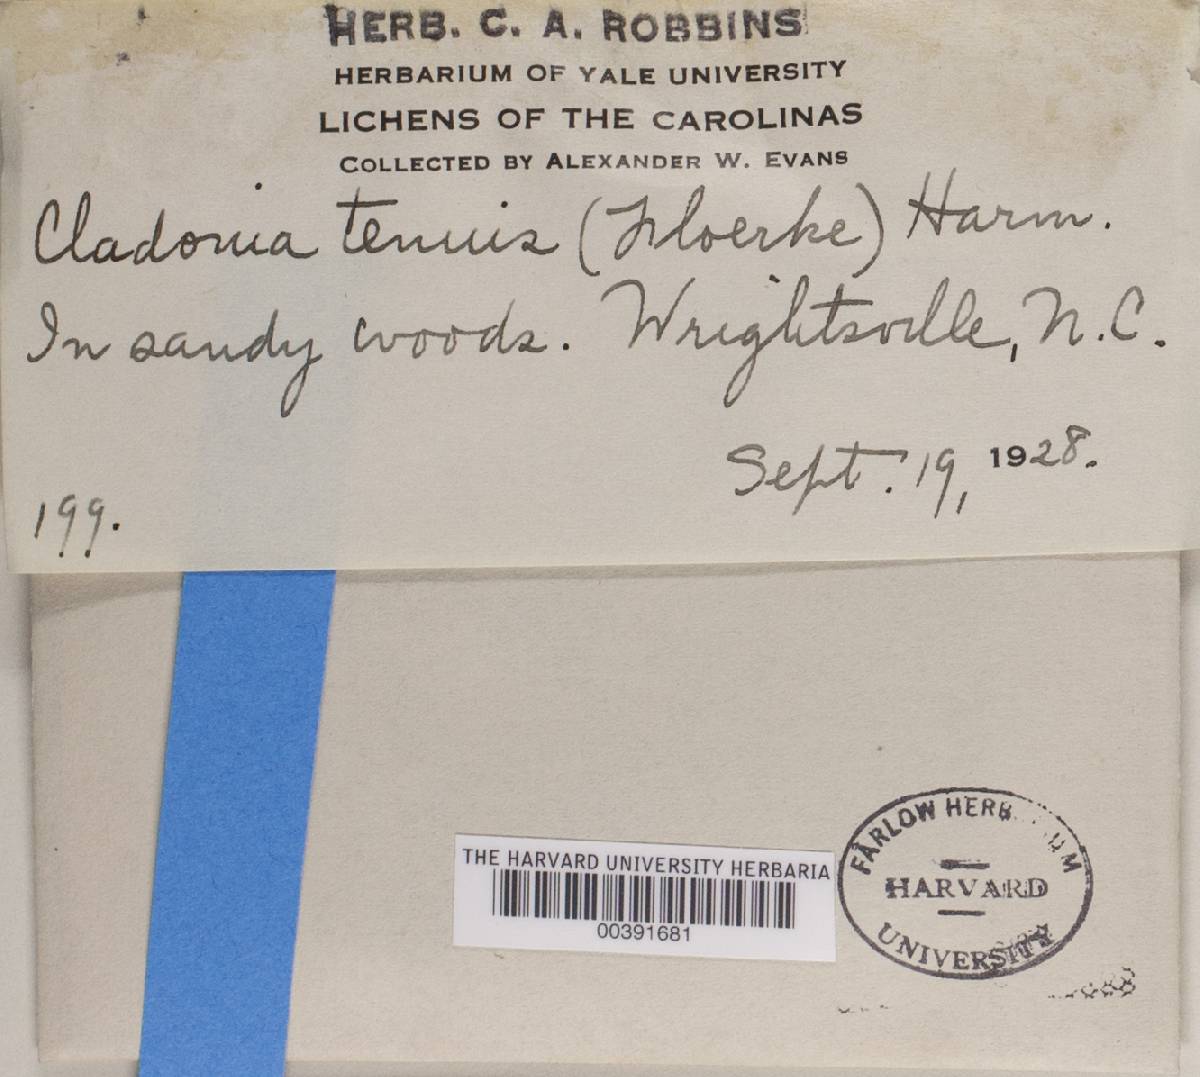 HERB. C. A. ROBBINS
HERBARIUM OF YALE UNIVERSITY
LICHENS OF THE CAROLINAS
COLLECTED BY ALEXANDER W. EVANS
Cladonia tenuis (Floerke) Harm.
In sandy woods. Wrightsville, N.C.
Sept. 19, 1928.
199.
THE HARVARD UNIVERSITY HERBARIA
00391681
FARLOW HERBARIUM
HARVARD
UNIVERSITY